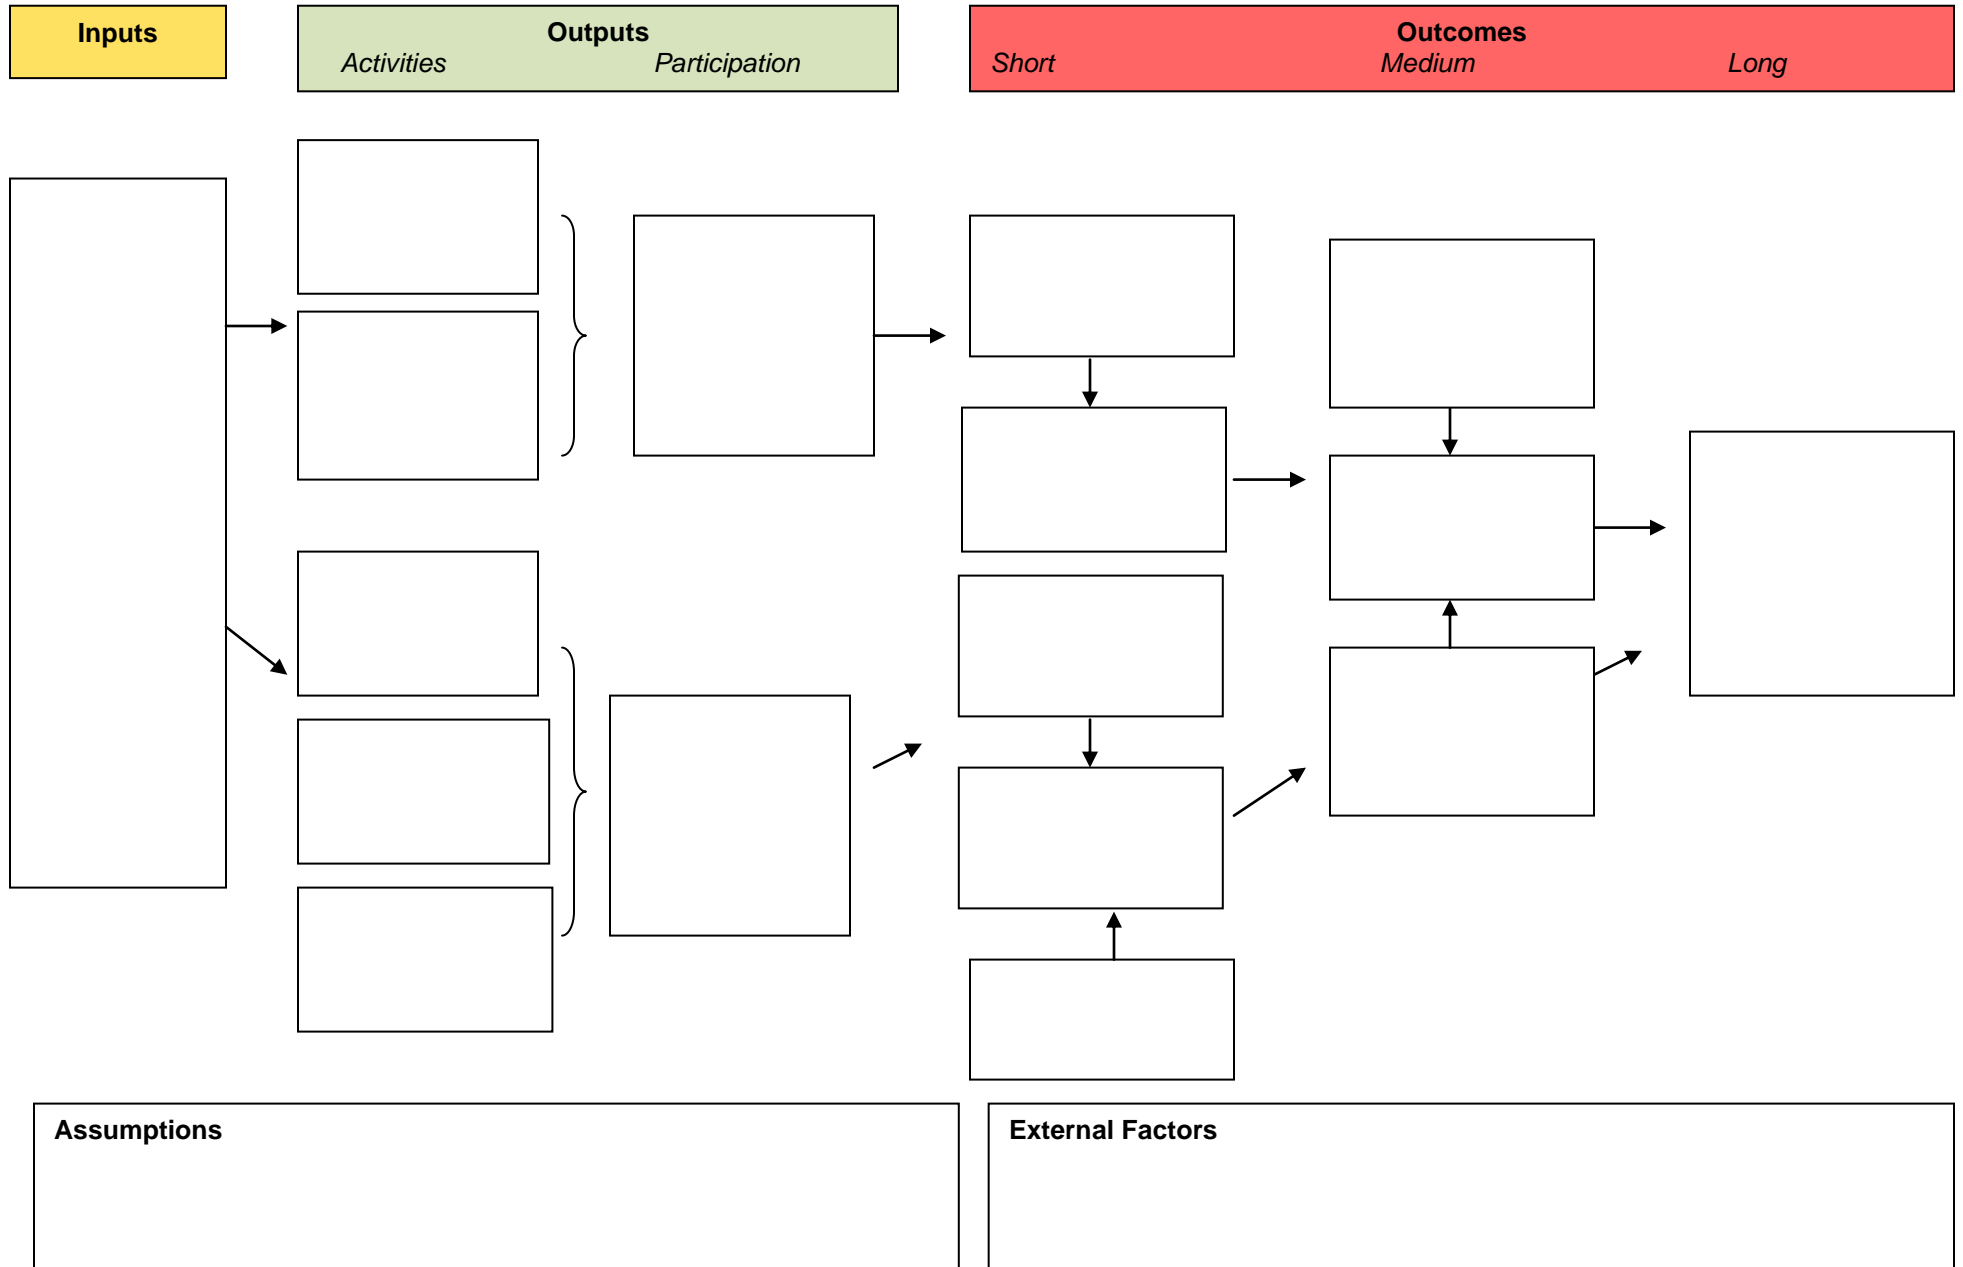 Inputs
Outputs
Activities Participation
Outcomes
Short Medium Long
Assumptions
External Factors